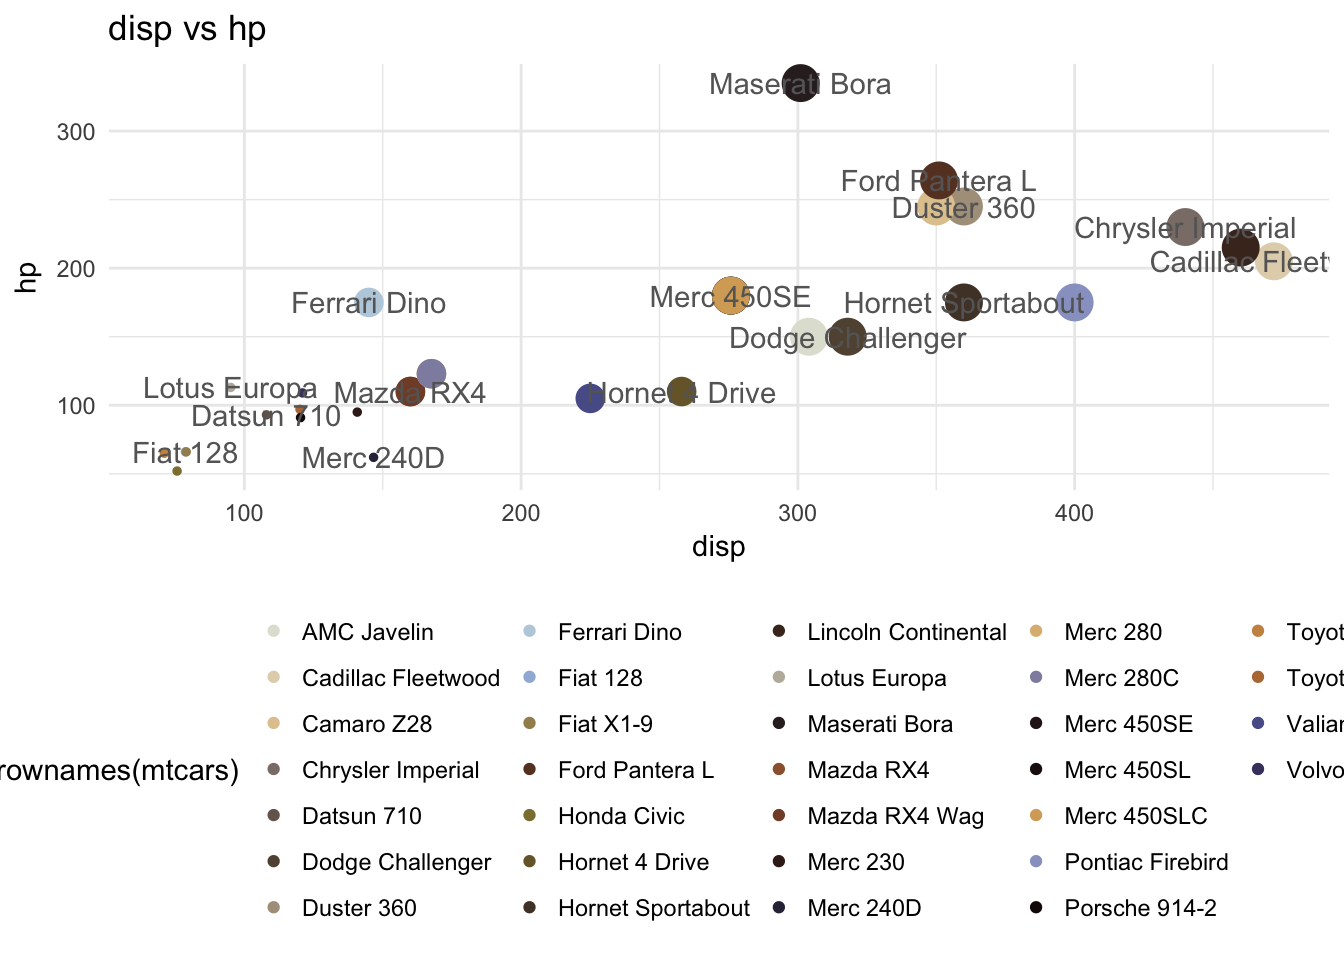 disp vs hp
Maserati Bora
300
Ford Pantera L
Duster 360
Chrysler Imperial
200
Cadillac Fleetw
Ferrari Dino
Merc 450SE
Hornet Sportabout
Dodge Challenger
Lotus Europa
Mazda RX4
Hornet 4 Drive
100
Datsun 710
Fiat 128
Merc 240D
hp
100 200 300 400
disp
rownames(mtcars)
AMC Javelin
Cadillac Fleetwood
Camaro Z28
Chrysler Imperial
Datsun 710
Dodge Challenger
Duster 360
Ferrari Dino
Fiat 128
Fiat X1-9
Ford Pantera L
Honda Civic
Hornet 4 Drive
Hornet Sportabout
Lincoln Continental
Lotus Europa
Maserati Bora
Mazda RX4
Mazda RX4 Wag
Merc 230
Merc 240D
Merc 280
Merc 280C
Merc 450SE
Merc 450SL
Merc 450SLC
Pontiac Firebird
Porsche 914-2
Toyot
Toyot
Valian
Volvo